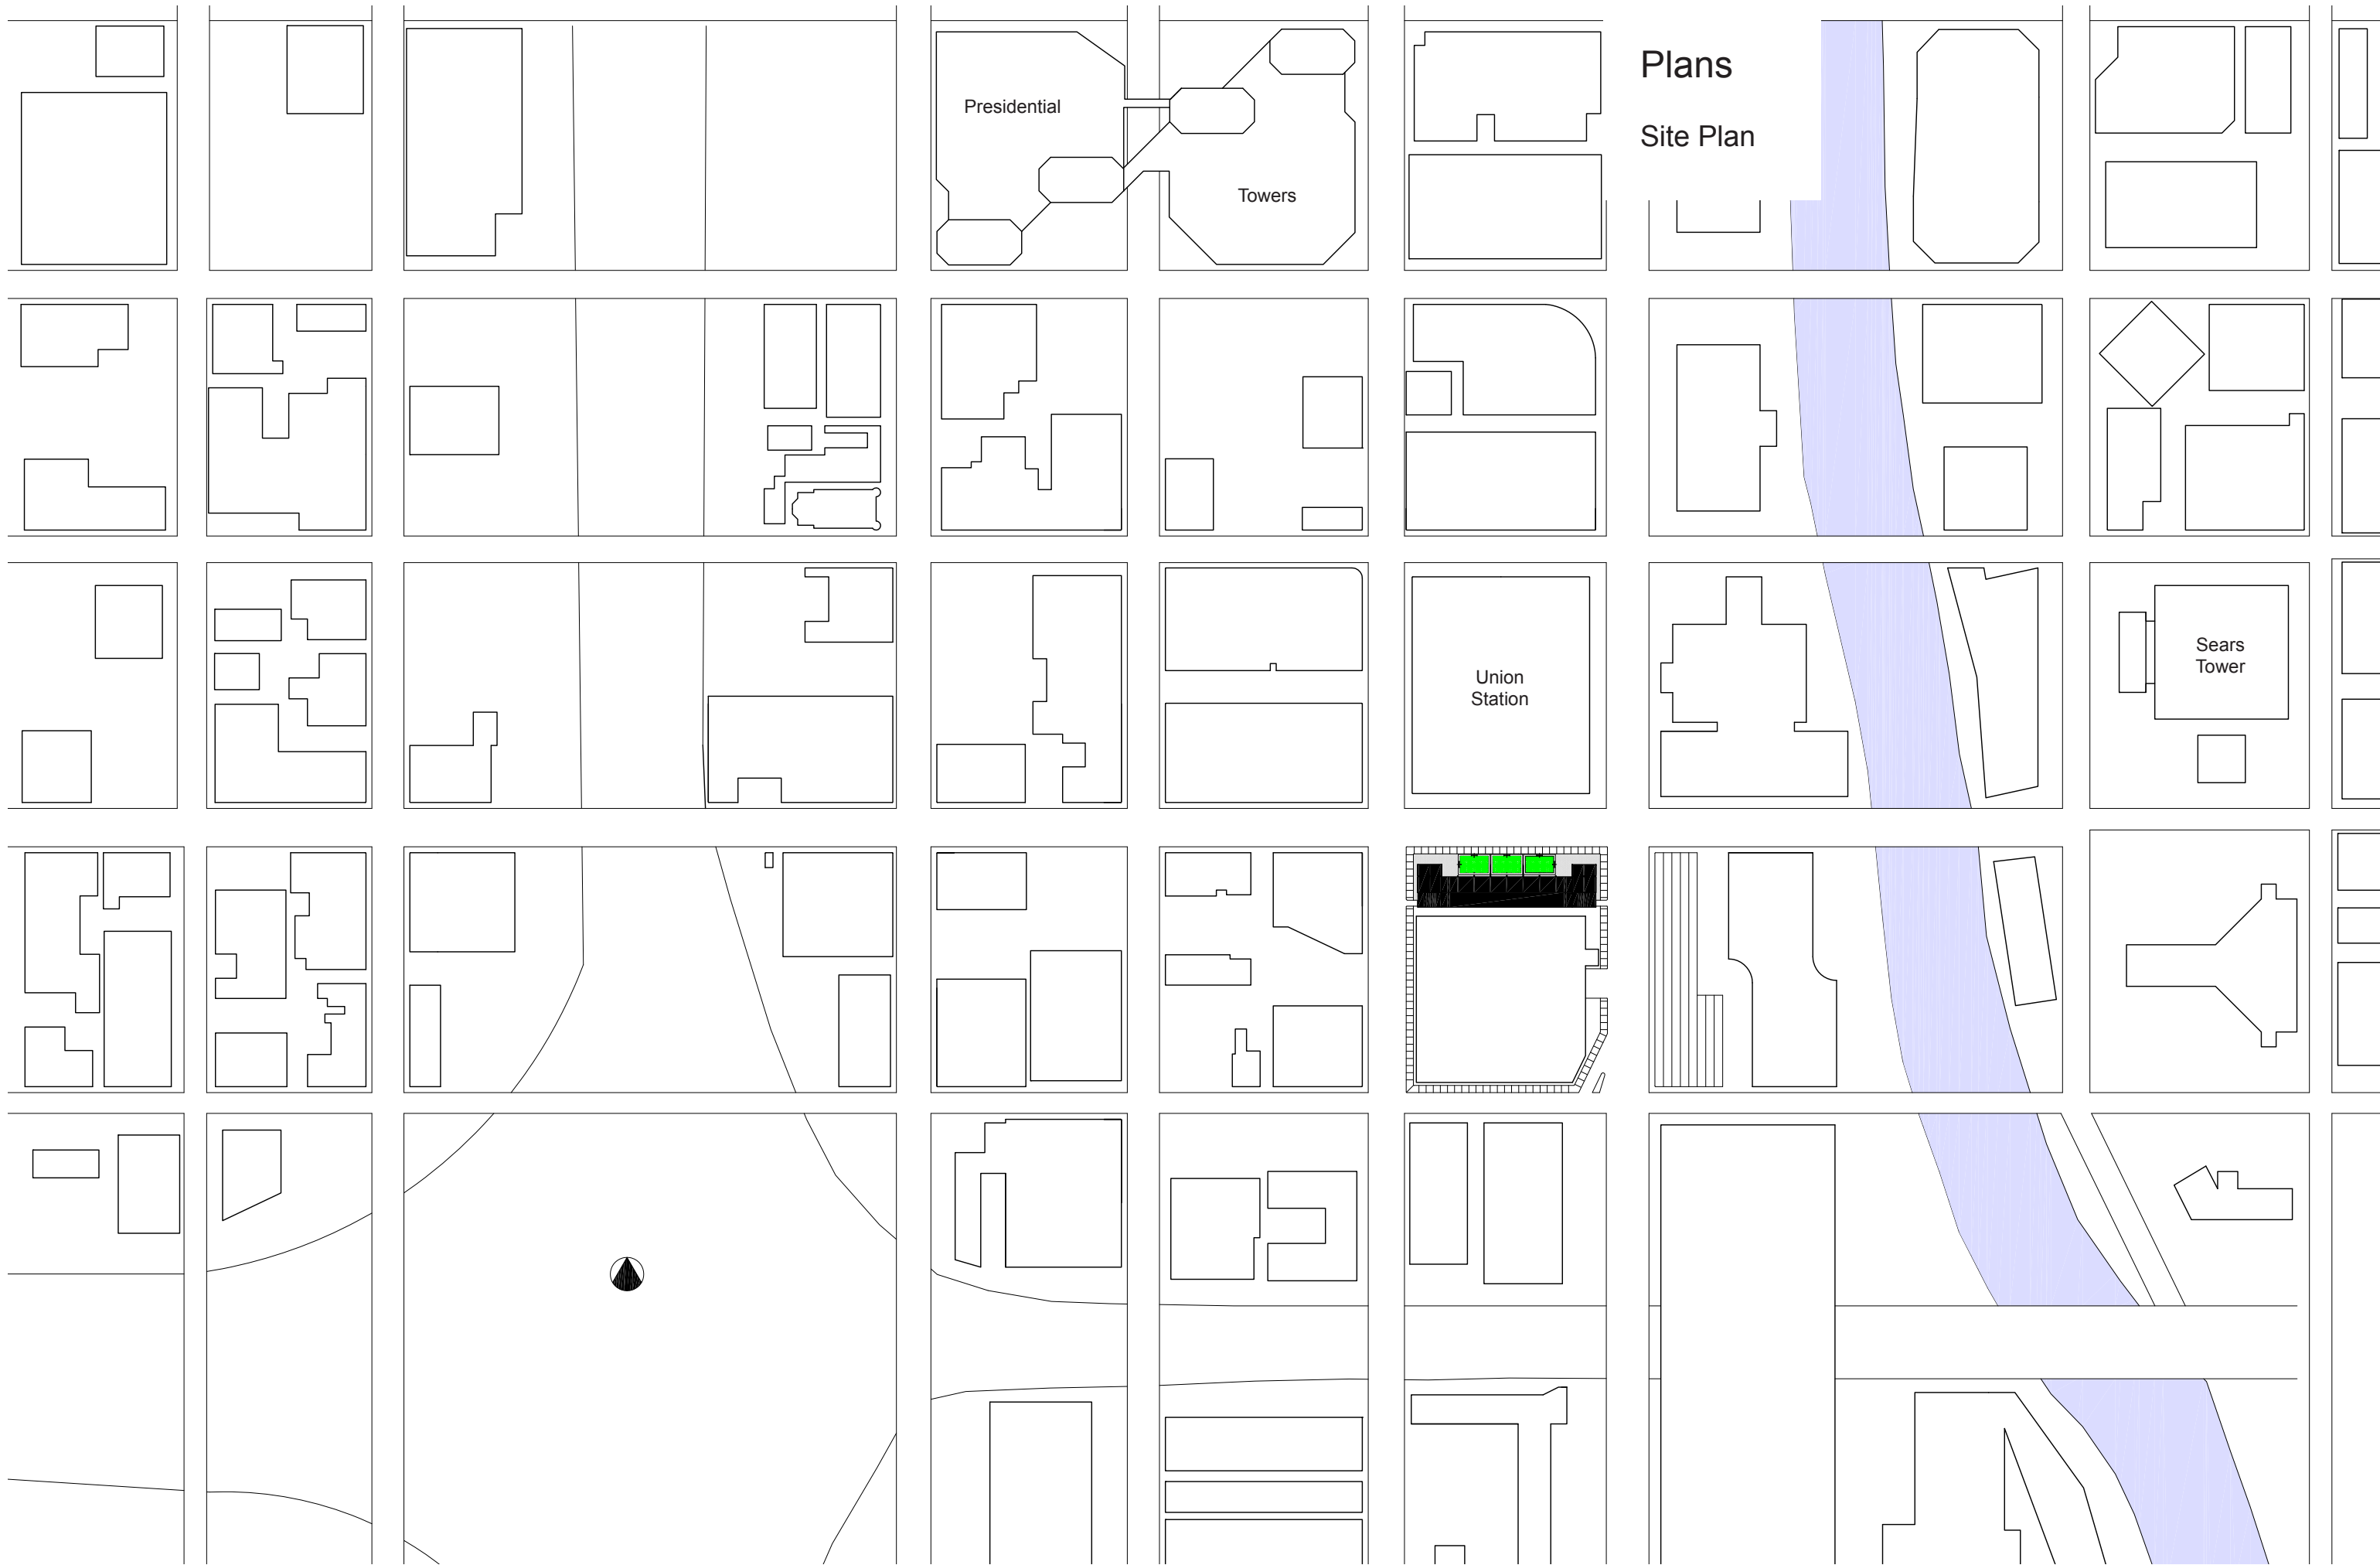 Plans
Site Plan
Presidential
Towers
Union
Station
Sears
Tower